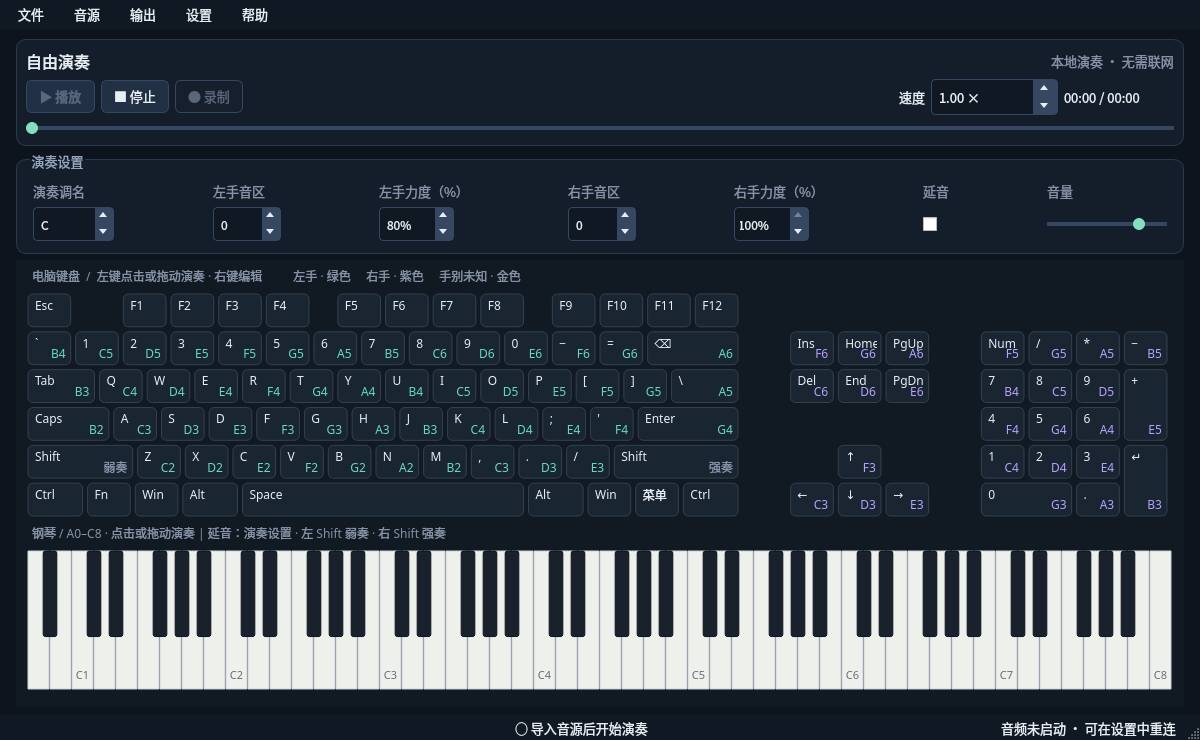 文件 音源 输出 设置 帮助
自由演奏 本地演奏 · 无需联网
▶播放 ■停止 ●录制 速度 1.00 × 00:00 / 00:00
演奏设置
演奏调名 左手音区 左手力度（%） 右手音区 右手力度（%） 延音 音量
C 0 80% 0 100%
电脑键盘 / 左键点击或拖动演奏 · 右键编辑 左手 · 绿色 右手 · 紫色 手别未知 · 金色
Esc F1 F2 F3 F4 F5 F6 F7 F8 F9 F10 F11 F12
` B4 1 C5 2 D5 3 E5 4 F5 5 G5 6 A5 7 B5 8 C6 9 D6 0 E6 − F6 = G6 ⌫ A6 Ins F6 Home G6 PgUp A6 Num F5 / G5 * A5 − B5
Tab B3 Q C4 W D4 E E4 R F4 T G4 Y A4 U B4 I C5 O D5 P E5 [ F5 ] G5 \ A5 Del C6 End D6 PgDn E6 7 B4 8 C5 9 D5 + E5
Caps B2 A C3 S D3 D E3 F F3 G G3 H A3 J B3 K C4 L D4 ; E4 ' F4 Enter G4 4 F4 5 G4 6 A4
Shift 弱奏 Z C2 X D2 C E2 V F2 B G2 N A2 M B2 , C3 . D3 / E3 Shift 强奏 ↑ F3 1 C4 2 D4 3 E4 ↵ B3
Ctrl Fn Win Alt Space Alt Win 菜单 Ctrl ← C3 ↓ D3 → E3 0 G3 . A3
钢琴 / A0–C8 · 点击或拖动演奏 | 延音：演奏设置 · 左 Shift 弱奏 · 右 Shift 强奏
C1 C2 C3 C4 C5 C6 C7 C8
○ 导入音源后开始演奏 音频未启动 · 可在设置中重连